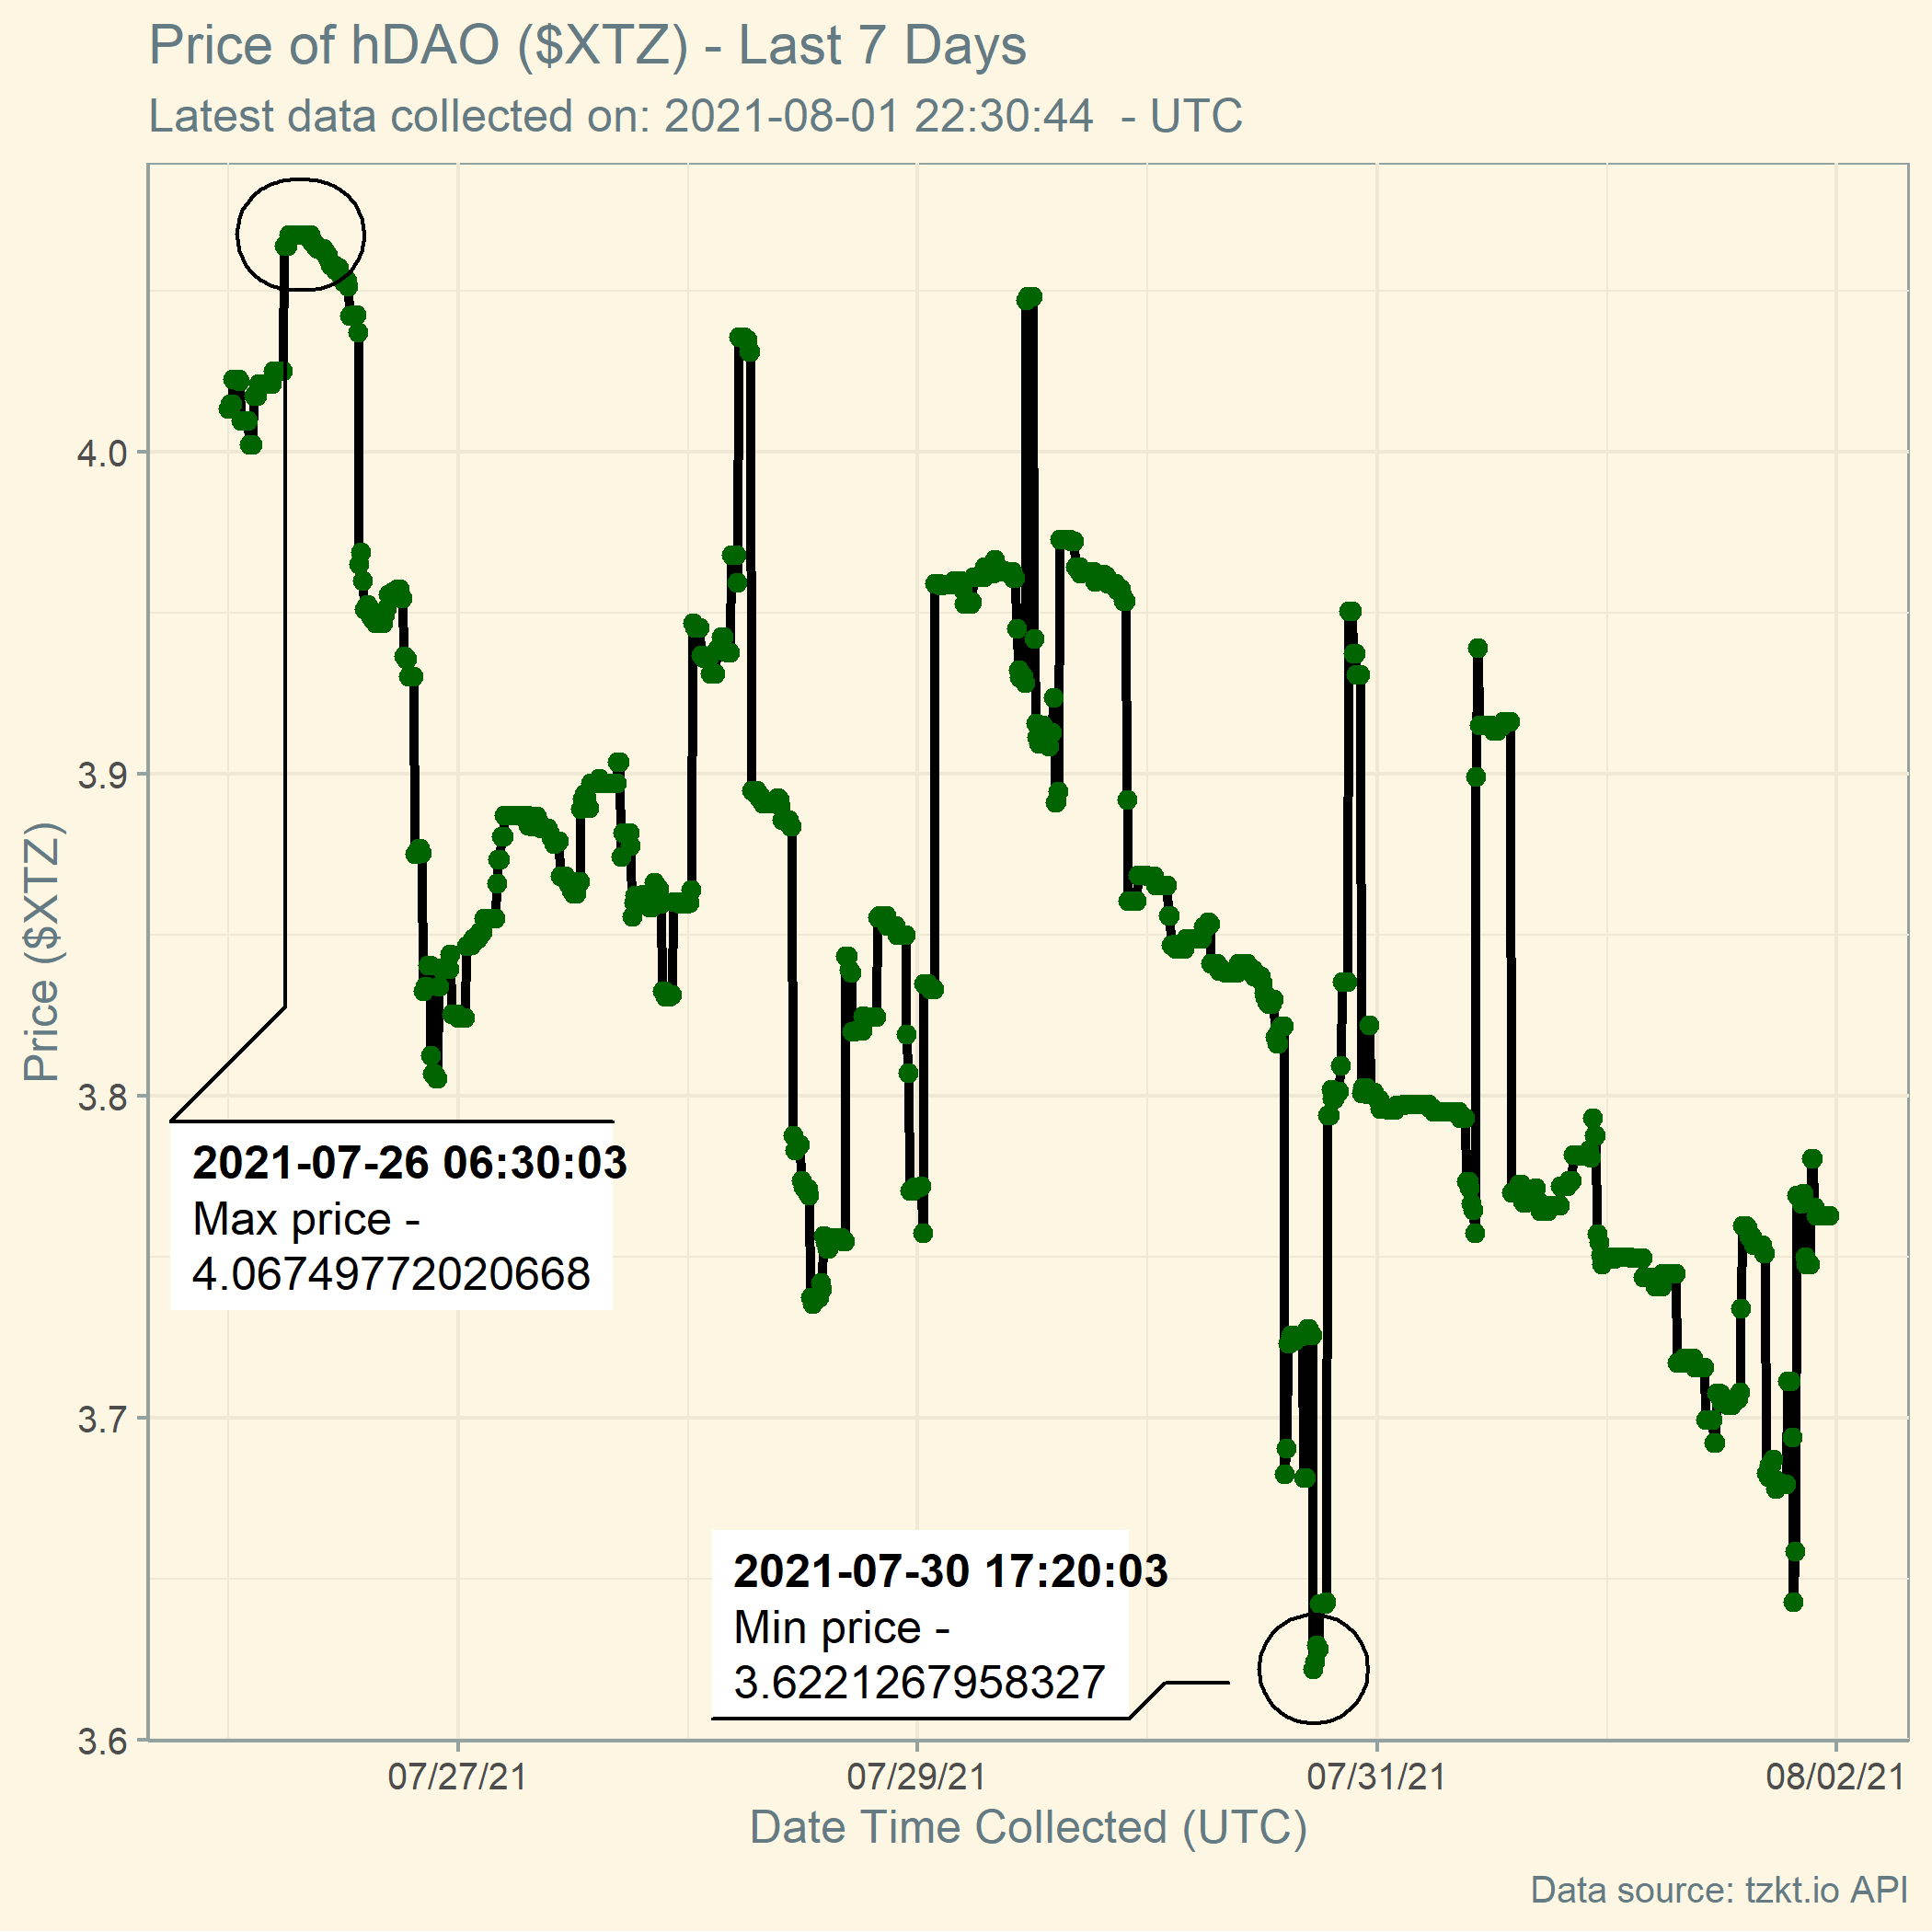 Price of hDAO ($XTZ) - Last 7 Days
Latest data collected on: 2021-08-01 22:30:44  - UTC
Price ($XTZ)
4.0
3.9
3.8
3.7
3.6
2021-07-26 06:30:03
Max price -
4.06749772020668
2021-07-30 17:20:03
Min price -
3.6221267958327
07/27/21
07/29/21
07/31/21
08/02/21
Date Time Collected (UTC)
Data source: tzkt.io API